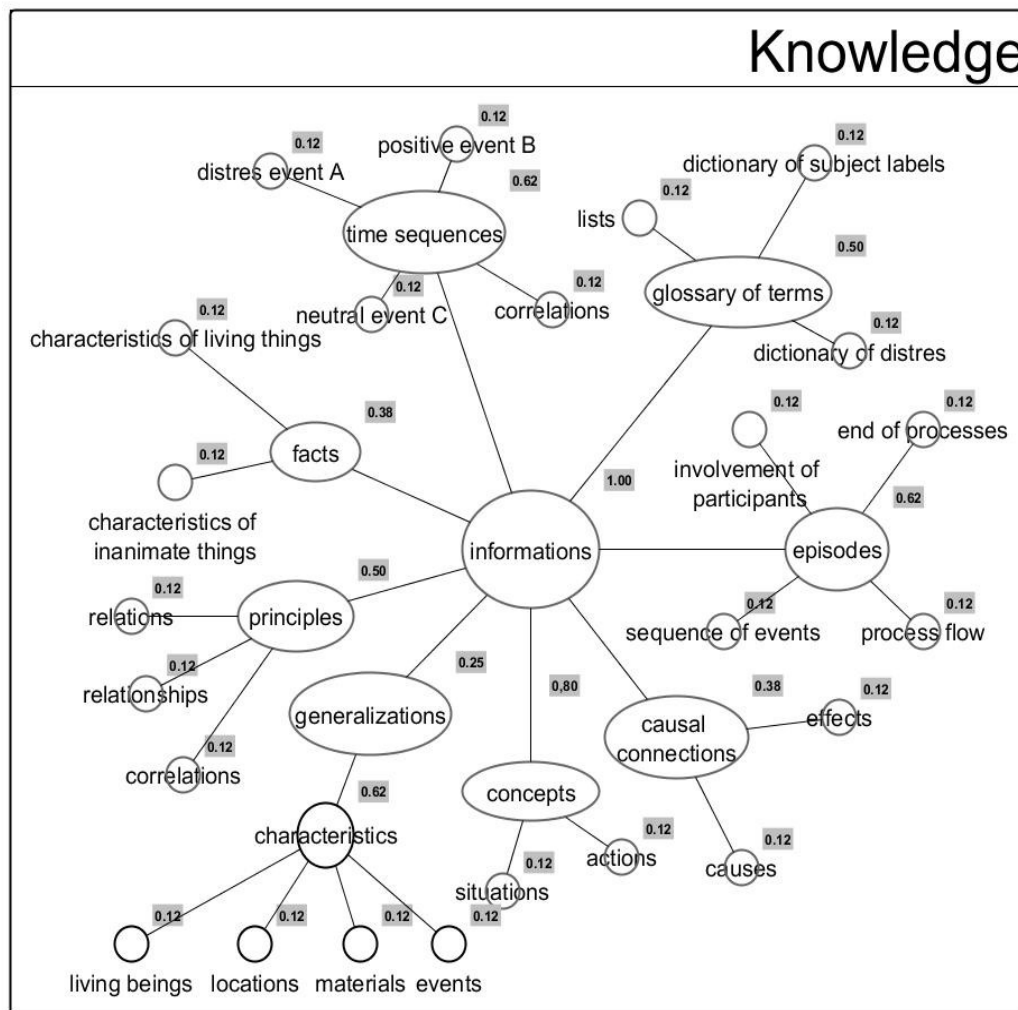 Knowledge
0.12
positive event B
0.12
distres event A
0.62
time sequences
0.12
neutral event C
0.12
correlations
0.12
dictionary of subject labels
0.12
lists
0.50
glossary of terms
0.12
dictionary of distres
0.12
characteristics of living things
0.38
facts
0.12
characteristics of
inanimate things
1.00
informations
0.12
involvement of
participants
0.12
end of processes
0.62
episodes
0.12
sequence of events
0.12
process flow
0.50
principles
0.12
relations
0.12
relationships
0.12
correlations
0.25
generalizations
0.62
characteristics
0.12
living beings
0.12
locations
0.12
materials
0.12
events
0,80
concepts
0.12
situations
0.12
actions
0.38
causal
connections
0.12
effects
0.12
causes